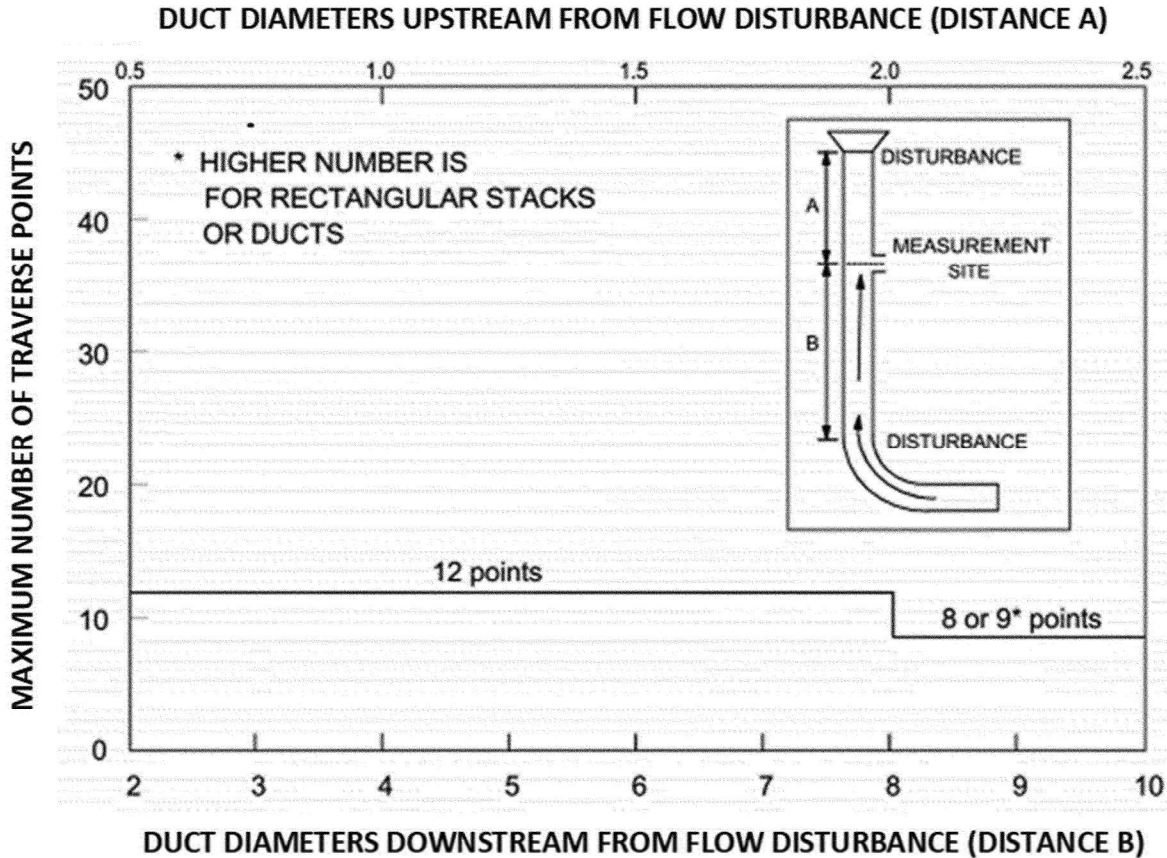 DUCT DIAMETERS UPSTREAM FROM FLOW DISTURBANCE (DISTANCE A)
0.5 1.0 1.5 2.0 2.5
50
* HIGHER NUMBER IS
FOR RECTANGULAR STACKS
OR DUCTS
DISTURBANCE
A
MEASUREMENT
SITE
B
DISTURBANCE
MAXIMUM NUMBER OF TRAVERSE POINTS
40
30
20
12 points
10
8 or 9* points
0
2 3 4 5 6 7 8 9 10
DUCT DIAMETERS DOWNSTREAM FROM FLOW DISTURBANCE (DISTANCE B)